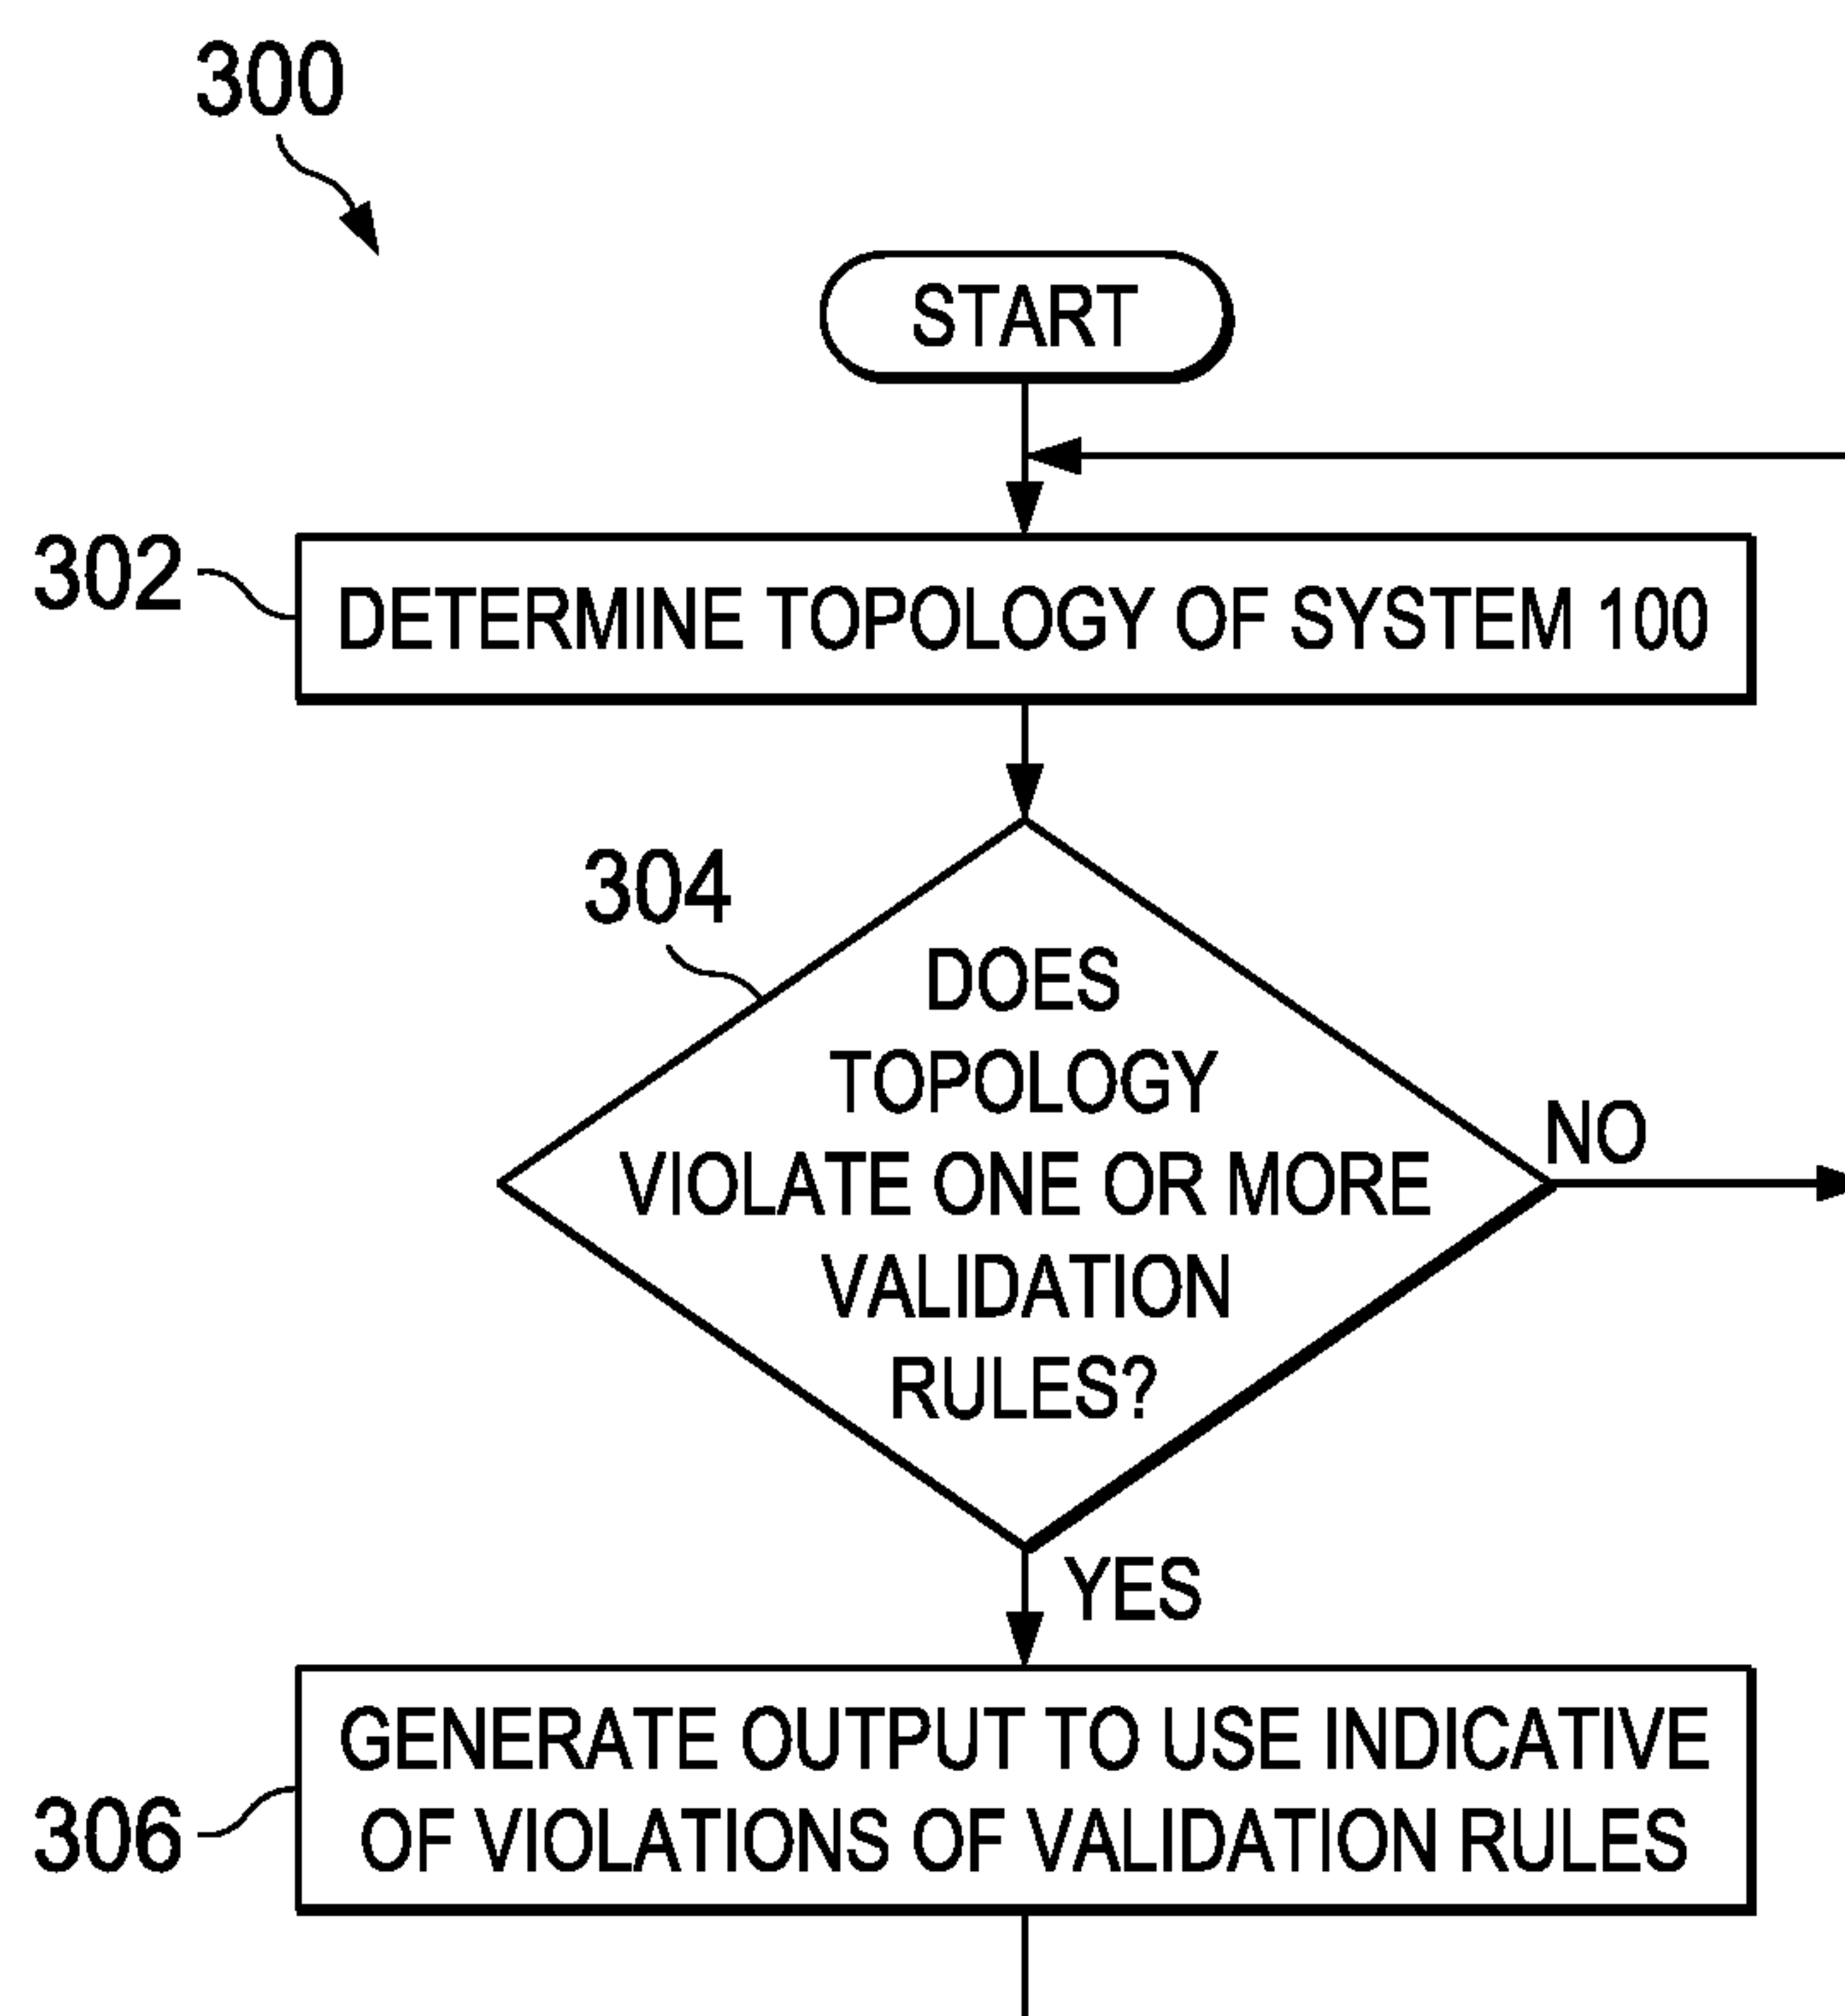 300
START
302
DETERMINE TOPOLOGY OF SYSTEM 100
304
DOES
TOPOLOGY
VIOLATE ONE OR MORE
VALIDATION
RULES?
NO
YES
GENERATE OUTPUT TO USE INDICATIVE
OF VIOLATIONS OF VALIDATION RULES
306